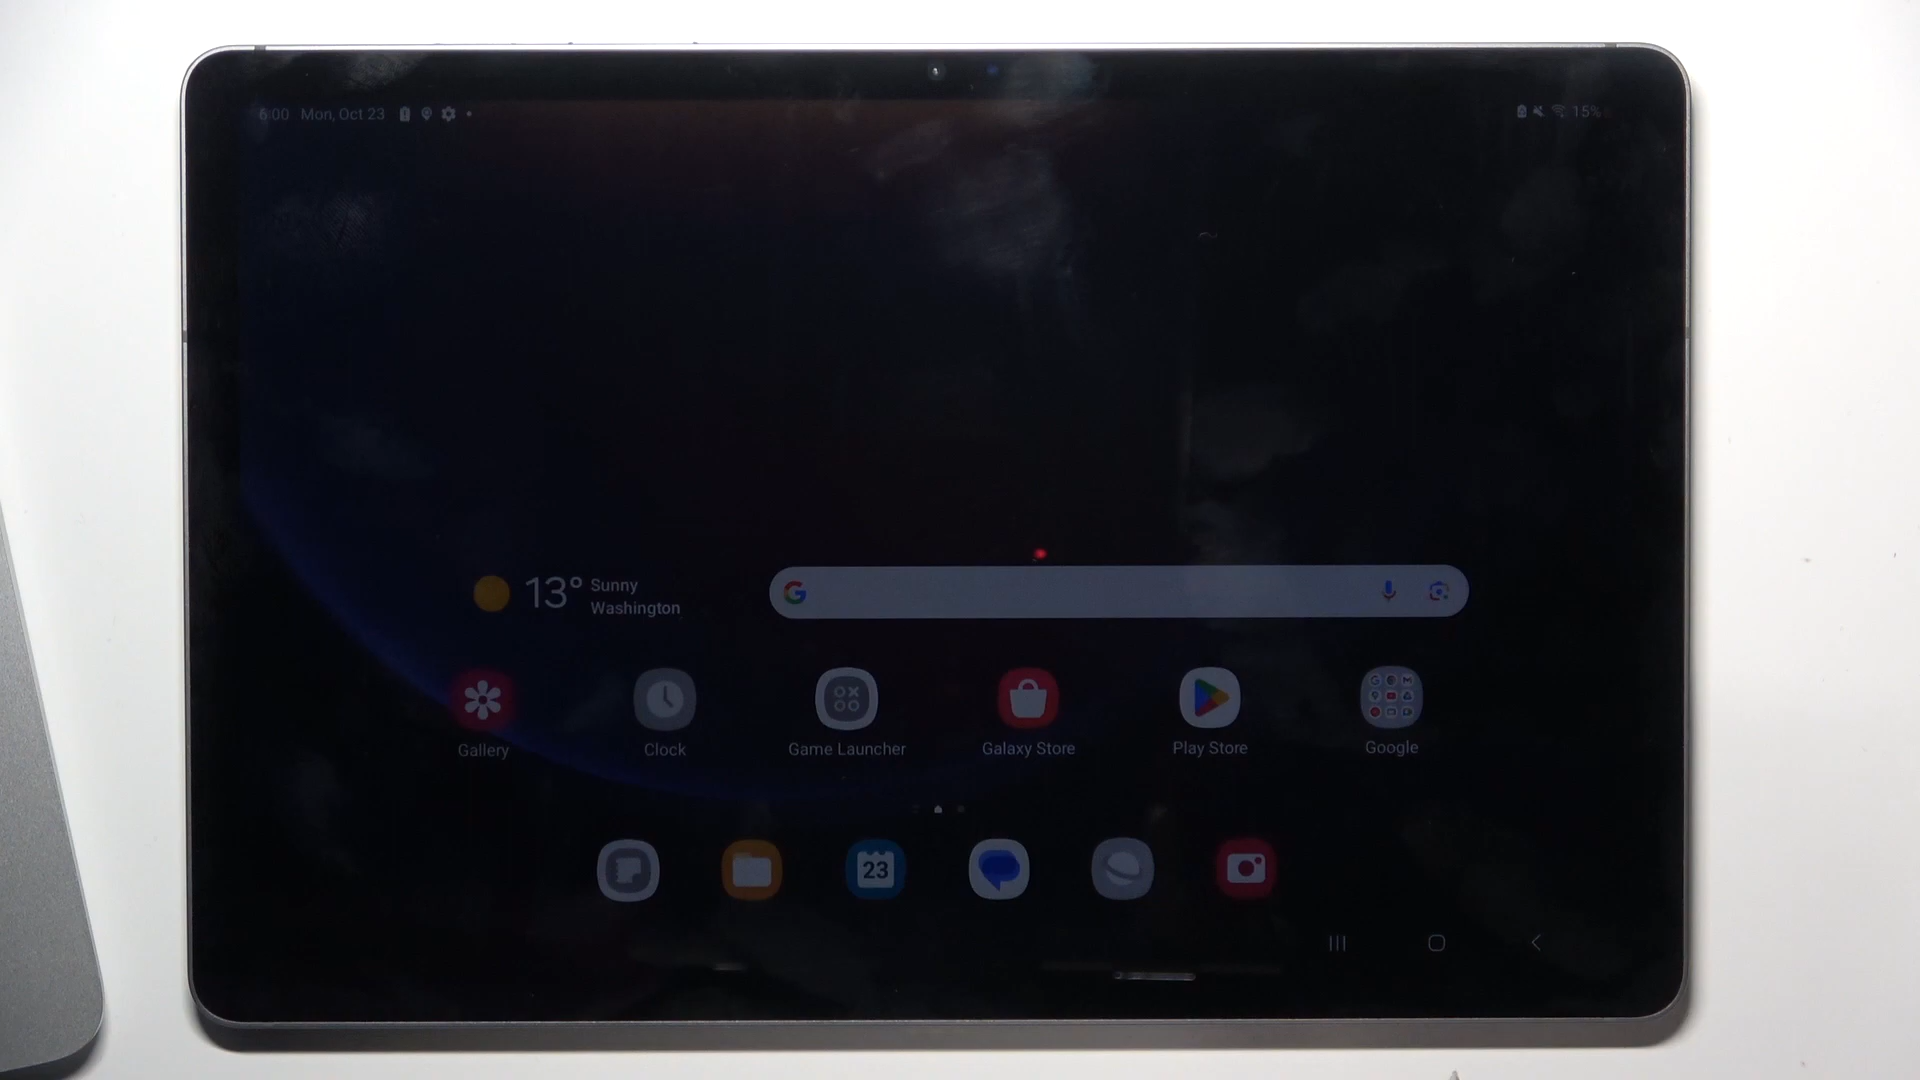 6:00 Mon, Oct 23
15%
13° Sunny
Washington
G
Gallery
Clock
Game Launcher
Galaxy Store
Play Store
Google
23